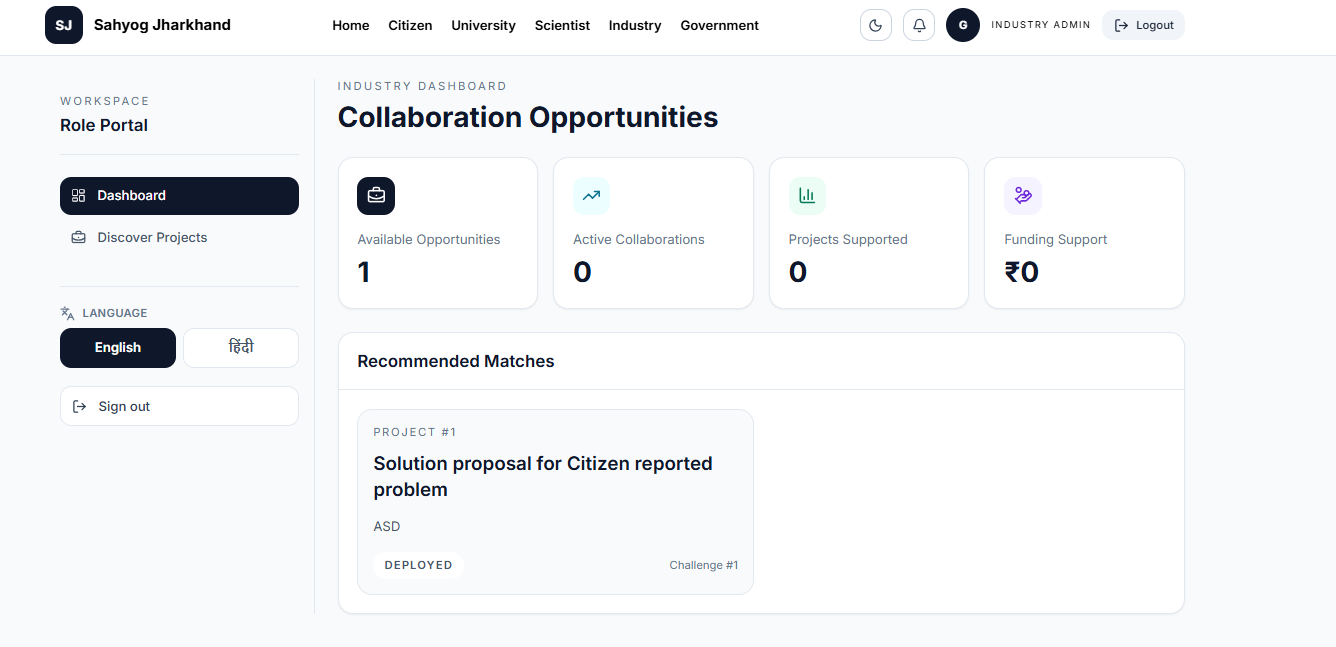 SJ Sahyog Jharkhand Home Citizen University Scientist Industry Government G INDUSTRY ADMIN Logout
WORKSPACE
Role Portal
Dashboard
Discover Projects
LANGUAGE
English हिंदी
Sign out
INDUSTRY DASHBOARD
Collaboration Opportunities
Available Opportunities
1
Active Collaborations
0
Projects Supported
0
Funding Support
₹0
Recommended Matches
PROJECT #1
Solution proposal for Citizen reported
problem
ASD
DEPLOYED Challenge #1